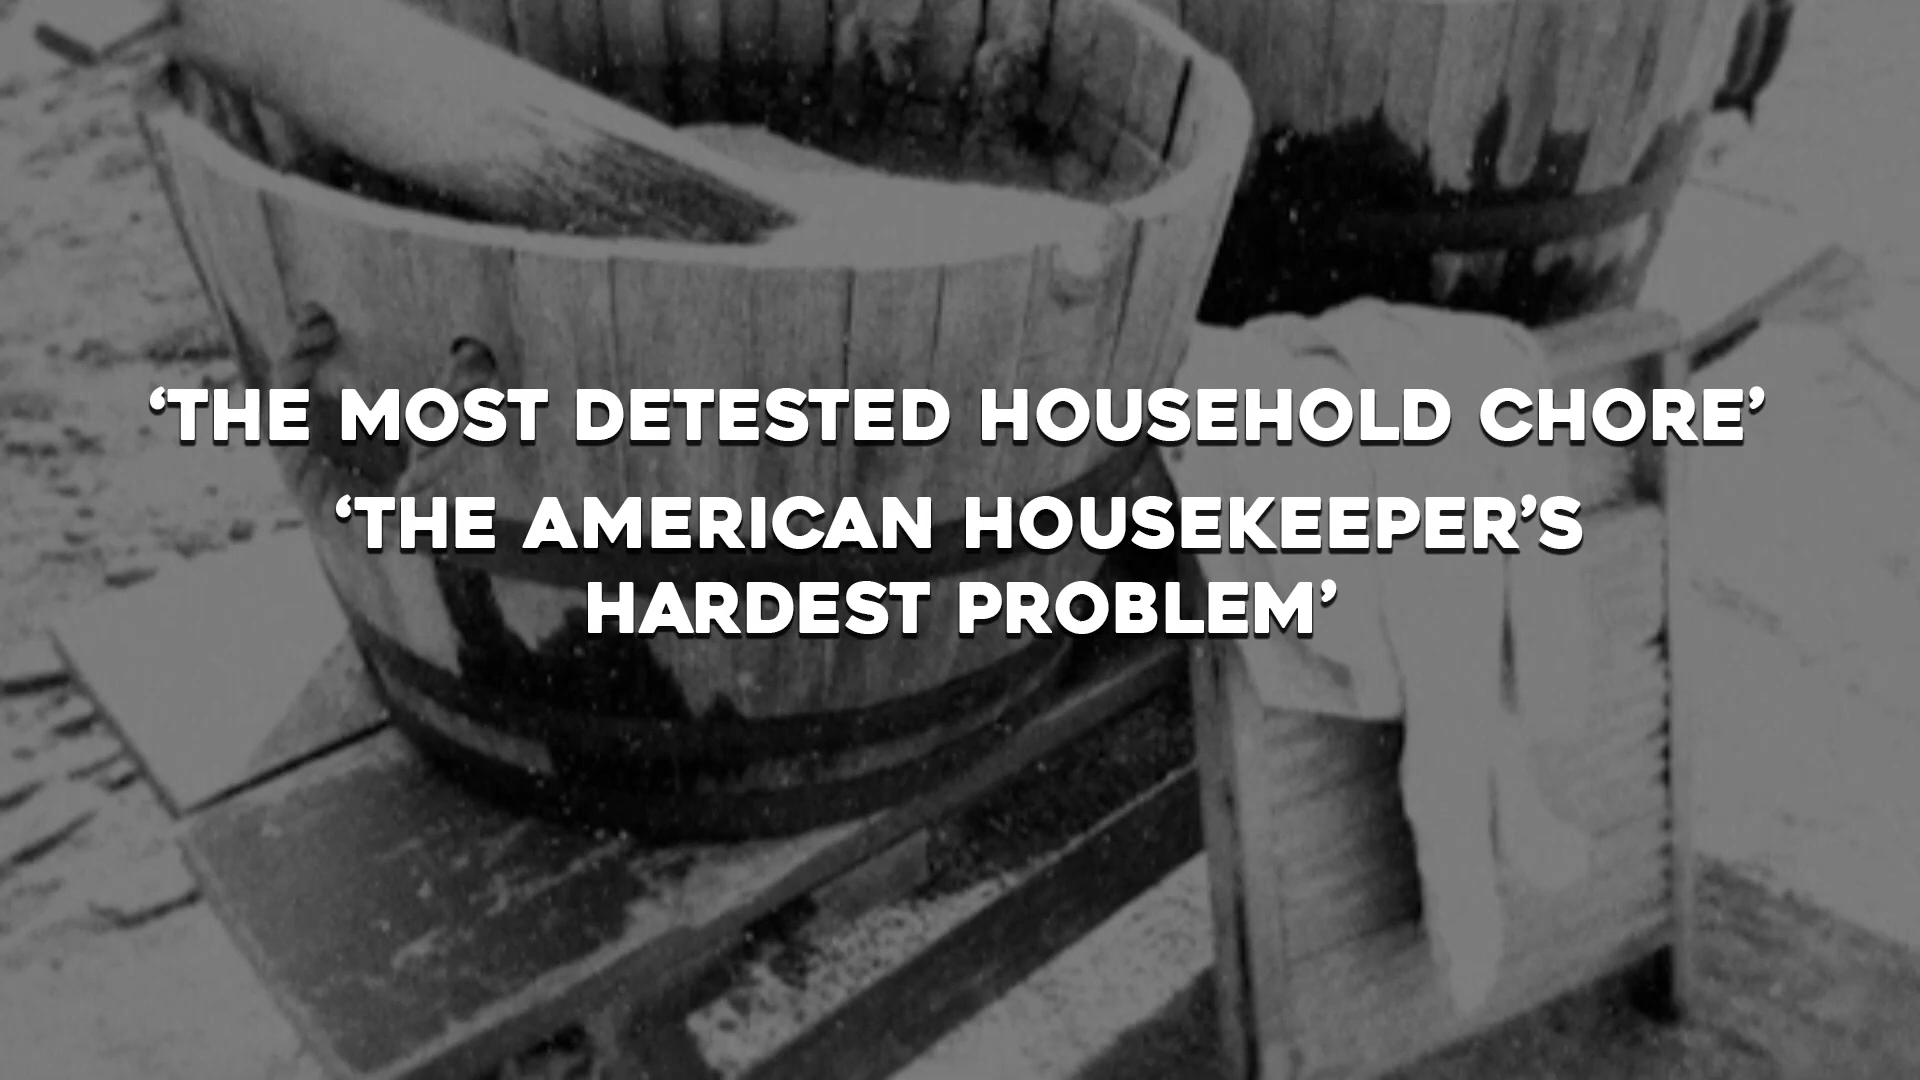 ‘THE MOST DETESTED HOUSEHOLD CHORE’
‘THE AMERICAN HOUSEKEEPER’S
HARDEST PROBLEM’